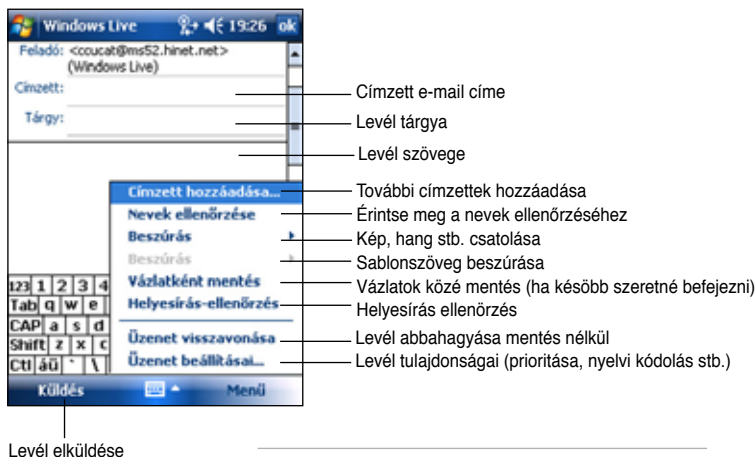 Windows Live 19:26 ok
Feladó: <coucat@ms52.hinet.net>
(Windows Live)
Címzett:
Tárgy:
Címzett hozzáadása...
Nevek ellenőrzése
Beszúrás
Beszúrás
Vázlatként mentés
Helyesírás-ellenőrzés
Üzenet visszavonása
Üzenet beállításai...
123 1 2 3 4
Tab q w e
CAP a s d
Shift z x c
Ctl áü ` \
Küldés Menü
Címzett e-mail címe
Levél tárgya
Levél szövege
További címzettek hozzáadása
Érintse meg a nevek ellenőrzéséhez
Kép, hang stb. csatolása
Sablonszöveg beszúrása
Vázlatok közé mentés (ha késöbb szeretné befejezni)
Helyesírás ellenörzés
Levél abbahagyása mentés nélkül
Levél tulajdonságai (prioritása, nyelvi kódolás stb.)
Levél elküldése